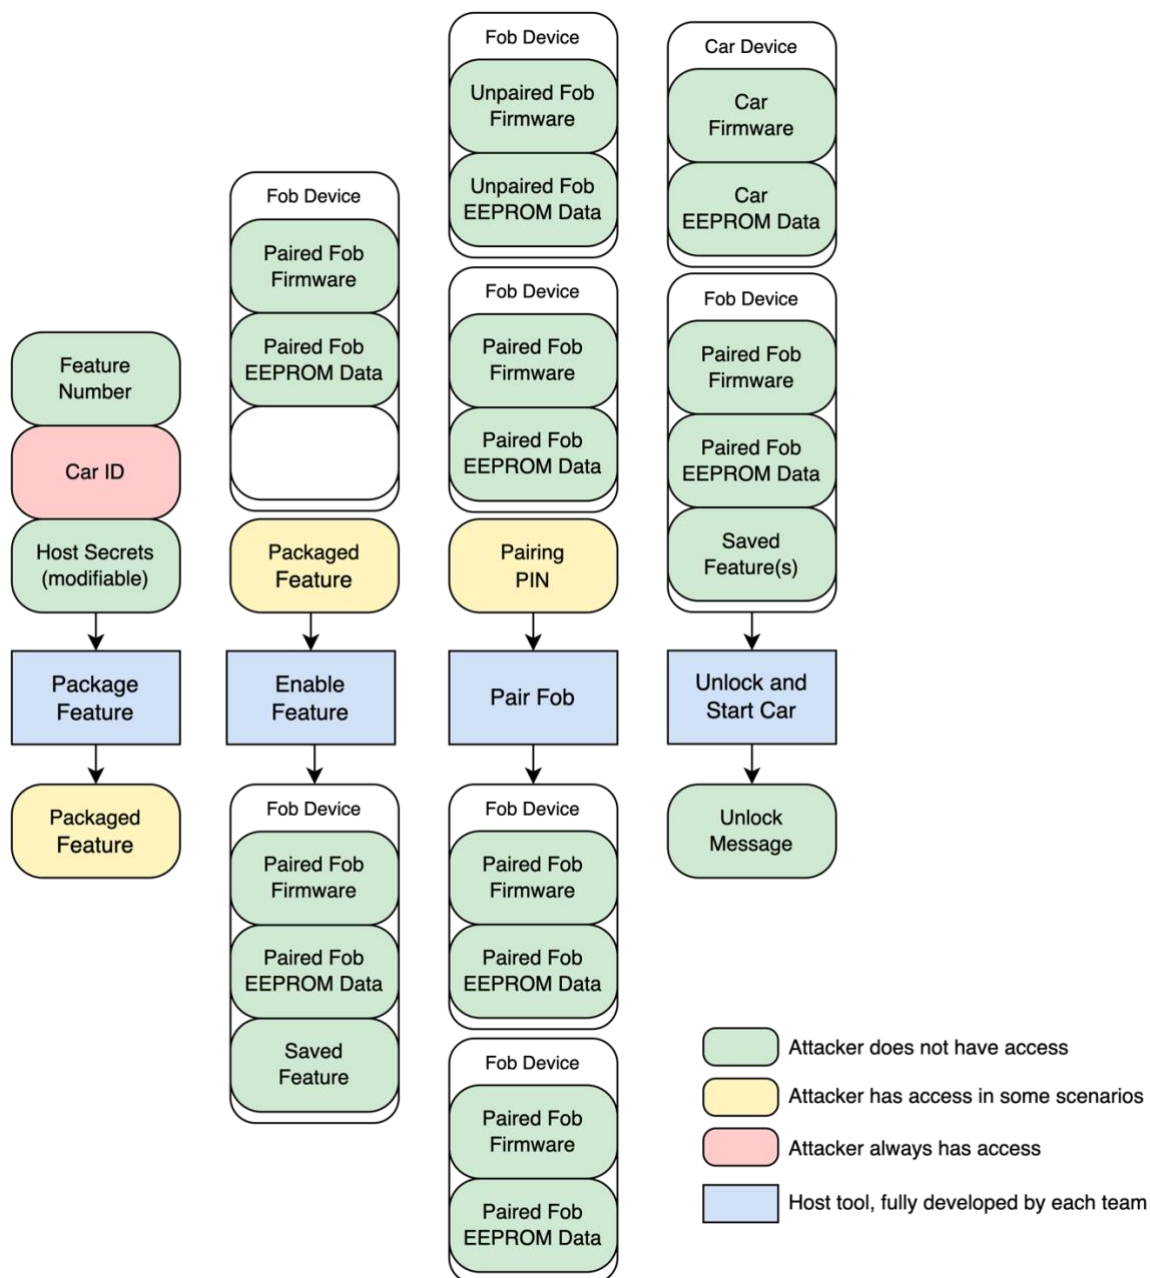 Feature
Number
Car ID
Host Secrets
(modifiable)
Package
Feature
Packaged
Feature
Fob Device
Paired Fob
Firmware
Paired Fob
EEPROM Data
Packaged
Feature
Enable
Feature
Fob Device
Paired Fob
Firmware
Paired Fob
EEPROM Data
Saved
Feature
Fob Device
Unpaired Fob
Firmware
Unpaired Fob
EEPROM Data
Fob Device
Paired Fob
Firmware
Paired Fob
EEPROM Data
Pairing
PIN
Pair Fob
Fob Device
Paired Fob
Firmware
Paired Fob
EEPROM Data
Fob Device
Paired Fob
Firmware
Paired Fob
EEPROM Data
Car Device
Car
Firmware
Car
EEPROM Data
Fob Device
Paired Fob
Firmware
Paired Fob
EEPROM Data
Saved
Feature(s)
Unlock and
Start Car
Unlock
Message
Attacker does not have access
Attacker has access in some scenarios
Attacker always has access
Host tool, fully developed by each team